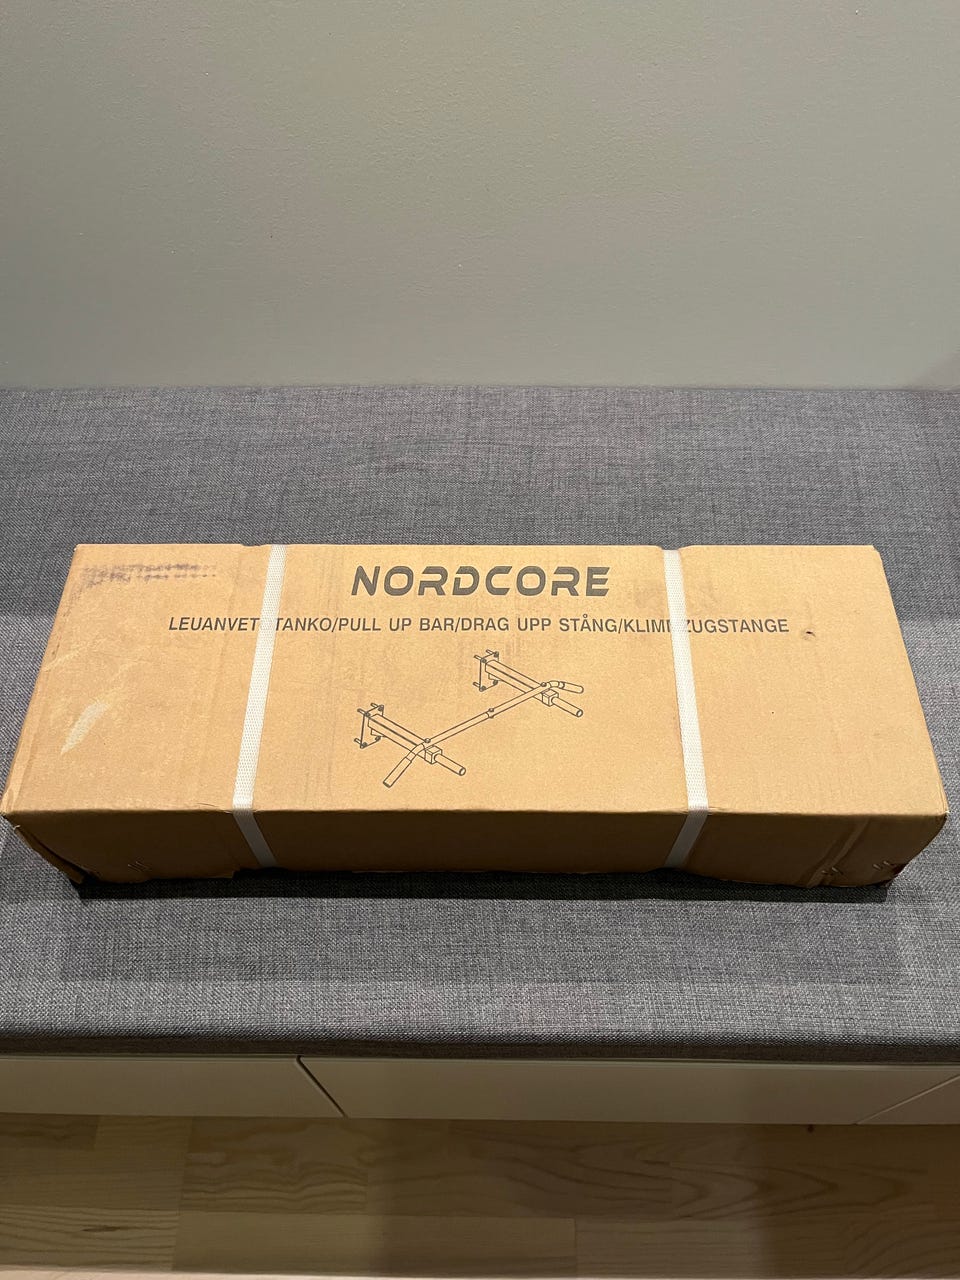 NORDCORE
LEUANVET TANKO/PULL UP BAR/DRAG UPP STÅNG/KLIM ZUGSTANGE